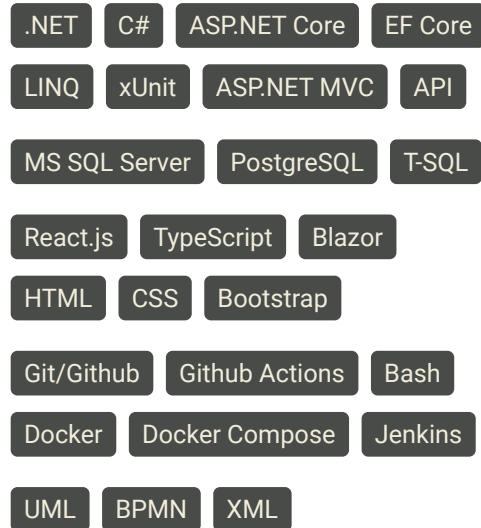 .NET C# ASP.NET Core EF Core
LINQ xUnit ASP.NET MVC API
MS SQL Server PostgreSQL T-SQL
React.js TypeScript Blazor
HTML CSS Bootstrap
Git/Github Github Actions Bash
Docker Docker Compose Jenkins
UML BPMN XML